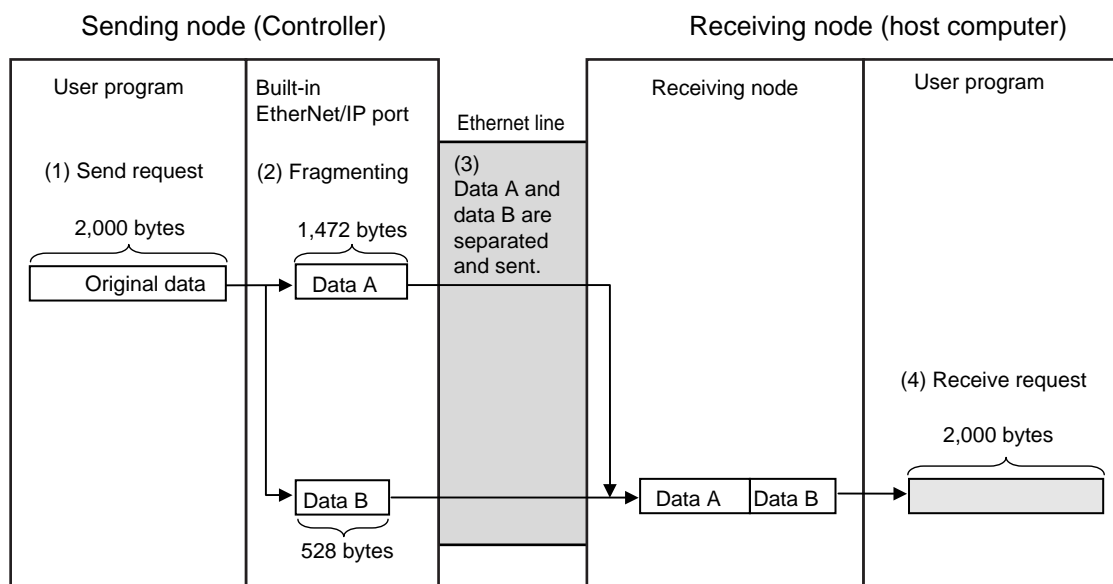 Sending node (Controller)
Receiving node (host computer)
User program
Built-in
EtherNet/IP port
Ethernet line
Receiving node
User program
(1) Send request
(2) Fragmenting
(3)
Data A and
data B are
separated
and sent.
2,000 bytes
1,472 bytes
Original data
Data A
(4) Receive request
2,000 bytes
Data B
Data A
Data B
528 bytes